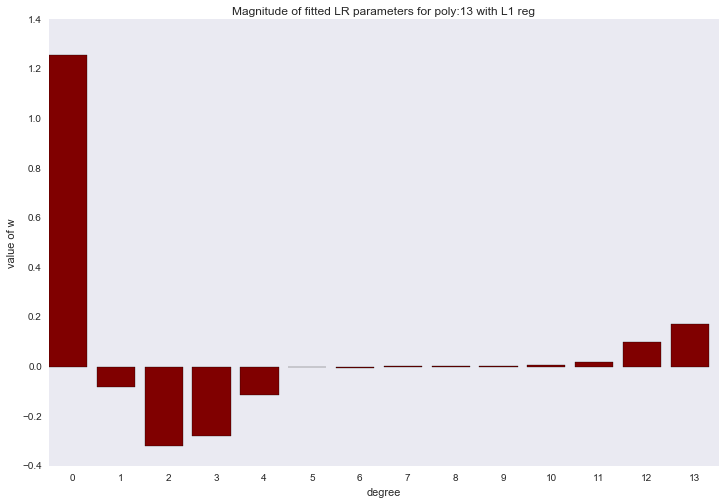 Magnitude of fitted LR parameters for poly:13 with L1 reg
1.4
1.2
1.0
0.8
0.6
0.4
0.2
0.0
−0.2
−0.4
value of w
0 1 2 3 4 5 6 7 8 9 10 11 12 13
degree